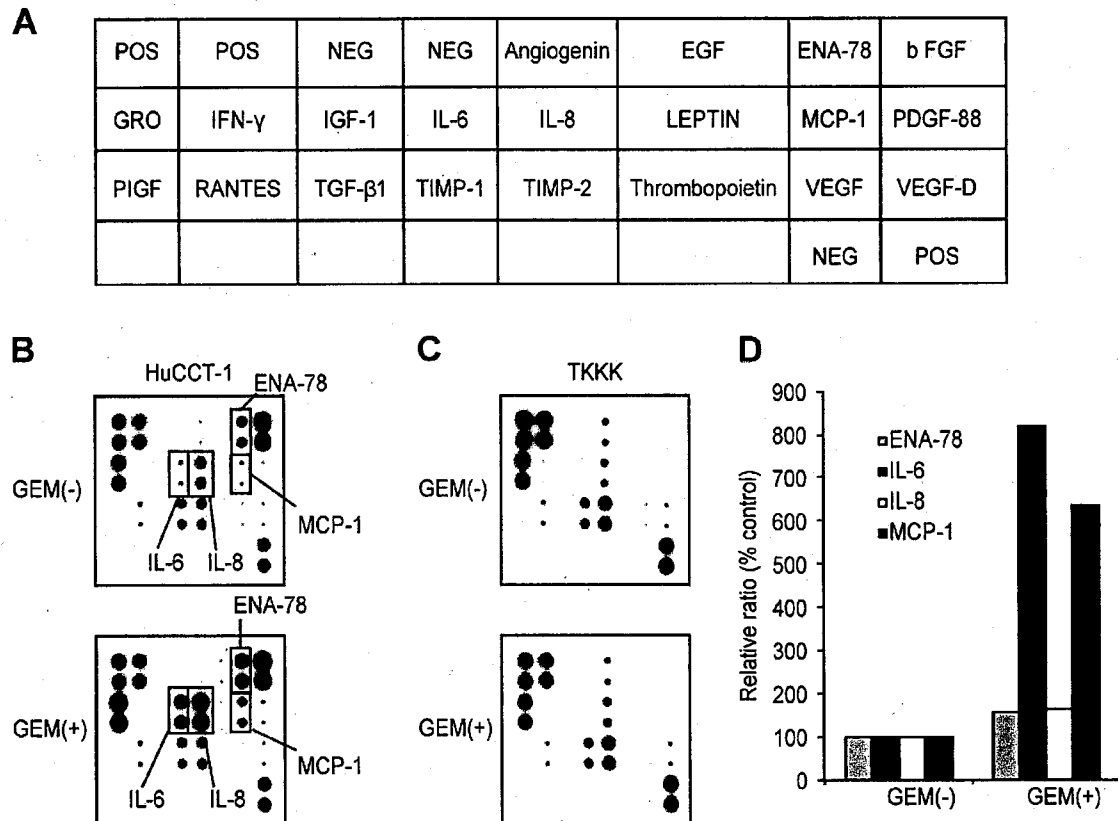 A
POS POS NEG NEG Angiogenin EGF ENA-78 b FGF
GRO IFN-γ IGF-1 IL-6 IL-8 LEPTIN MCP-1 PDGF-88
PIGF RANTES TGF-β1 TIMP-1 TIMP-2 Thrombopoietin VEGF VEGF-D
NEG POS
B
HuCCT-1
ENA-78
GEM(-)
MCP-1
IL-6
IL-8
ENA-78
GEM(+)
MCP-1
IL-6
IL-8
C
TKKK
GEM(-)
GEM(+)
D
Relative ratio (% control)
900
800
700
600
500
400
300
200
100
0
ENA-78
IL-6
IL-8
MCP-1
GEM(-)
GEM(+)